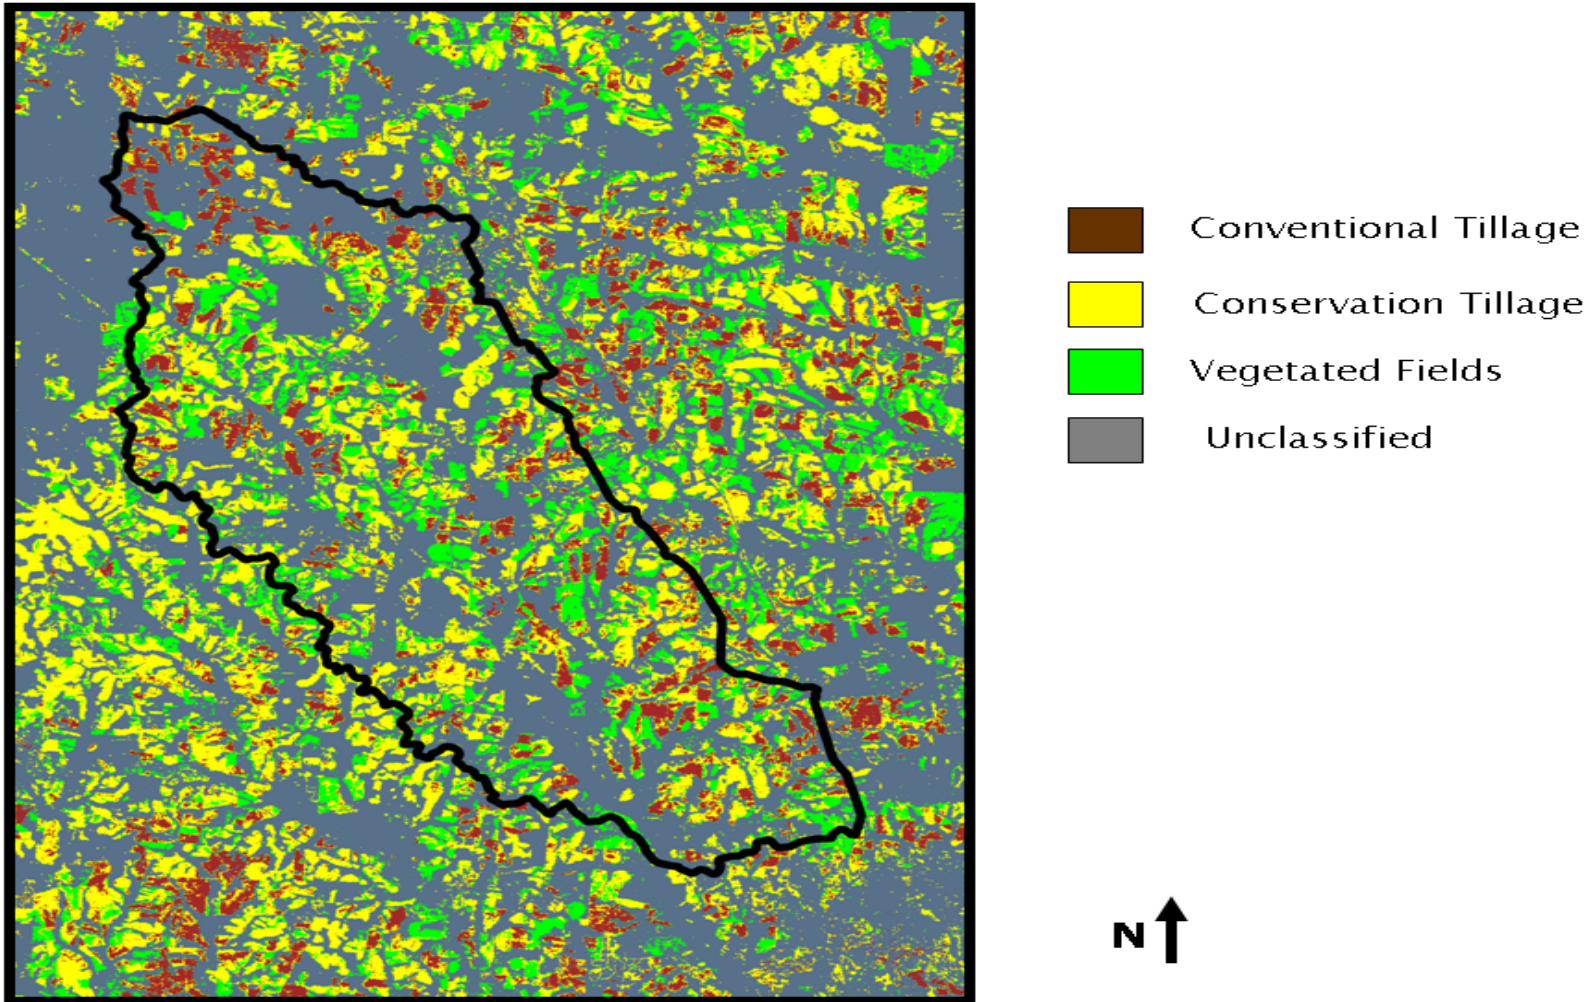 Conventional Tillage
Conservation Tillage
Vegetated Fields
Unclassified
N